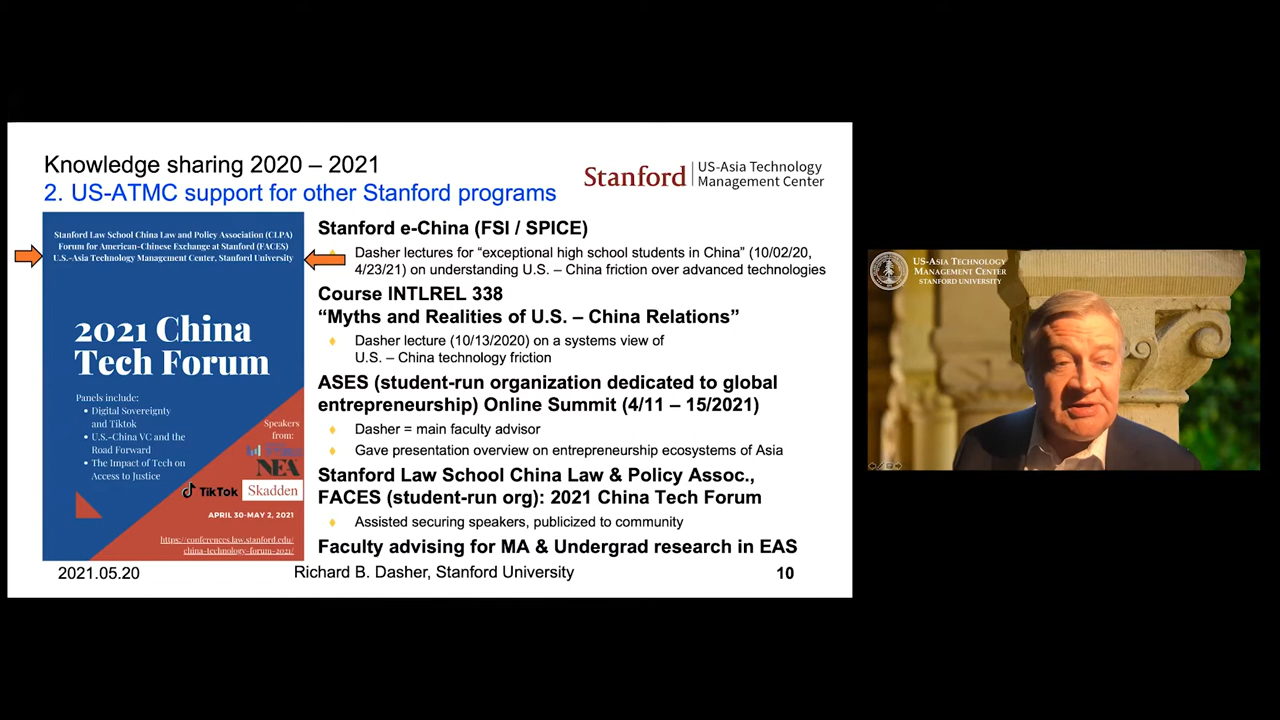 Knowledge sharing 2020 – 2021
2. US-ATMC support for other Stanford programs
Stanford
US-Asia Technology
Management Center
Stanford Law School China Law and Policy Association (CLPA)
Forum for American-Chinese Exchange at Stanford (FACES)
U.S.-Asia Technology Management Center, Stanford University
2021 China
Tech Forum
Panels include:
Digital Sovereignty
and Tiktok
U.S.-China VC and the
Road Forward
The Impact of Tech on
Access to Justice
Speakers
from:
NEA
TikTok
Skadden
APRIL 30-MAY 2, 2021
https://conferences.law.stanford.edu/
china-technology-forum-2021/
Stanford e-China (FSI / SPICE)
Dasher lectures for “exceptional high school students in China” (10/02/20,
4/23/21) on understanding U.S. – China friction over advanced technologies
Course INTLREL 338
“Myths and Realities of U.S. – China Relations”
Dasher lecture (10/13/2020) on a systems view of
U.S. – China technology friction
ASES (student-run organization dedicated to global
entrepreneurship) Online Summit (4/11 – 15/2021)
Dasher = main faculty advisor
Gave presentation overview on entrepreneurship ecosystems of Asia
Stanford Law School China Law & Policy Assoc.,
FACES (student-run org): 2021 China Tech Forum
Assisted securing speakers, publicized to community
Faculty advising for MA & Undergrad research in EAS
2021.05.20
Richard B. Dasher, Stanford University
10
US-Asia Technology
Management Center
Stanford University